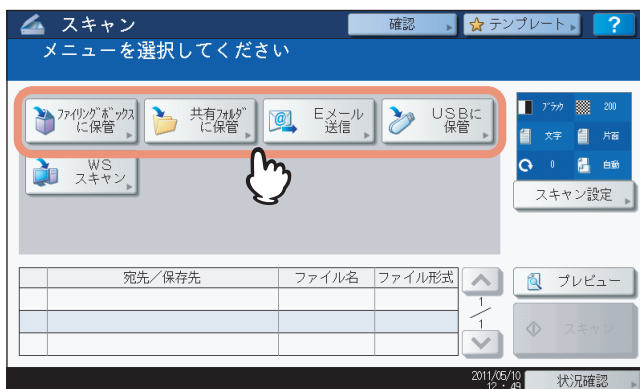 スキャン
確認
テンプレート
?
メニューを選択してください
ファイリングボックス
に保管
共有フォルダ
に保管
Eメール
送信
USBに
保管
WS
スキャン
ブラック 200
文字 片面
0 自動
スキャン設定
宛先/保存先 ファイル名 ファイル形式
1
1
プレビュー
スキャン
2011/05/10
12:49
状況確認